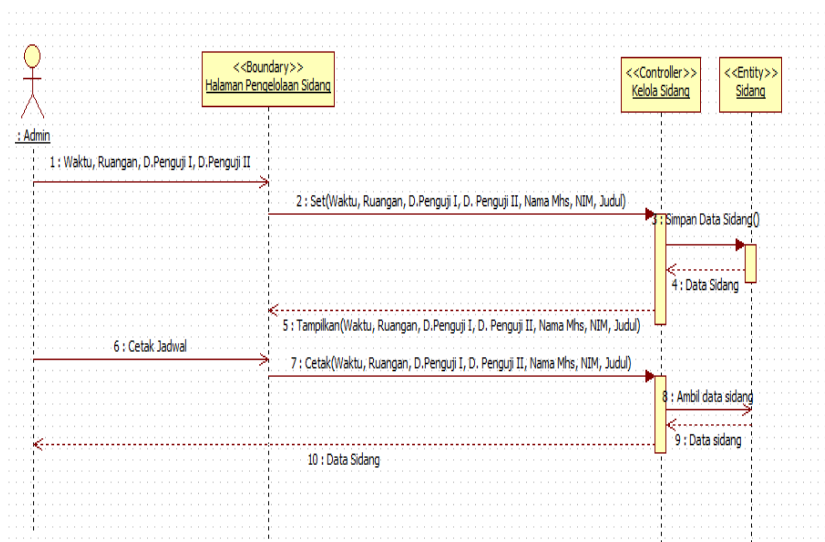 <<Boundary>>
Halaman Pengelolaan Sidang
<<Controller>>
Kelola Sidang
<<Entity>>
Sidang
: Admin
1 : Waktu, Ruangan, D.Penguji I, D.Penguji II
2 : Set(Waktu, Ruangan, D.Penguji I, D. Penguji II, Nama Mhs, NIM, Judul)
3 : Simpan Data Sidang()
4 : Data Sidang
5 : Tampilkan(Waktu, Ruangan, D.Penguji I, D. Penguji II, Nama Mhs, NIM, Judul)
6 : Cetak Jadwal
7 : Cetak(Waktu, Ruangan, D.Penguji I, D. Penguji II, Nama Mhs, NIM, Judul)
8 : Ambil data sidang
9 : Data sidang
10 : Data Sidang